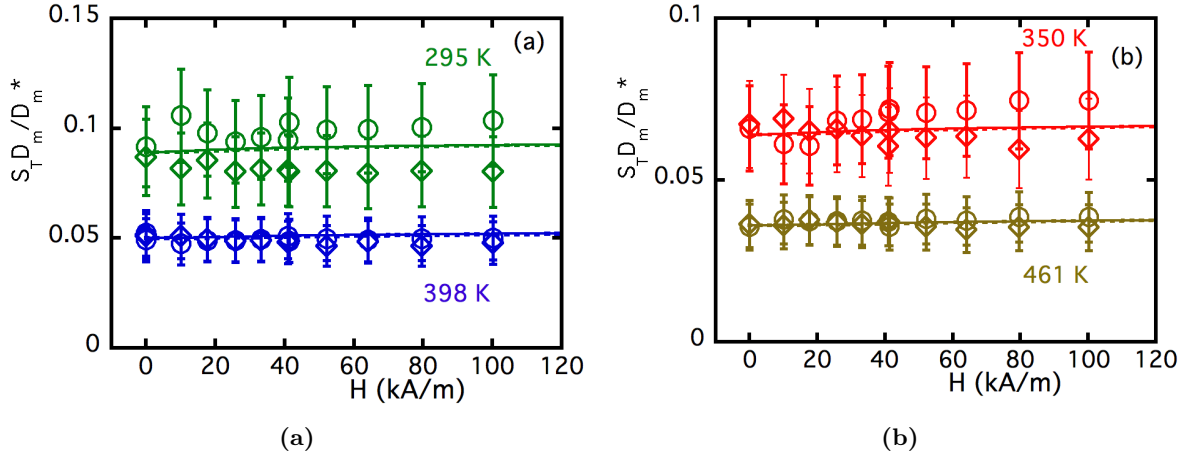 0.15
0.1
0.05
0
S_T D_m/D_m*
(a)
295 K
398 K
0 20 40 60 80 100 120
H (kA/m)
(a)
0.1
0.05
0
S_T D_m/D_m*
350 K
(b)
461 K
0 20 40 60 80 100 120
H (kA/m)
(b)